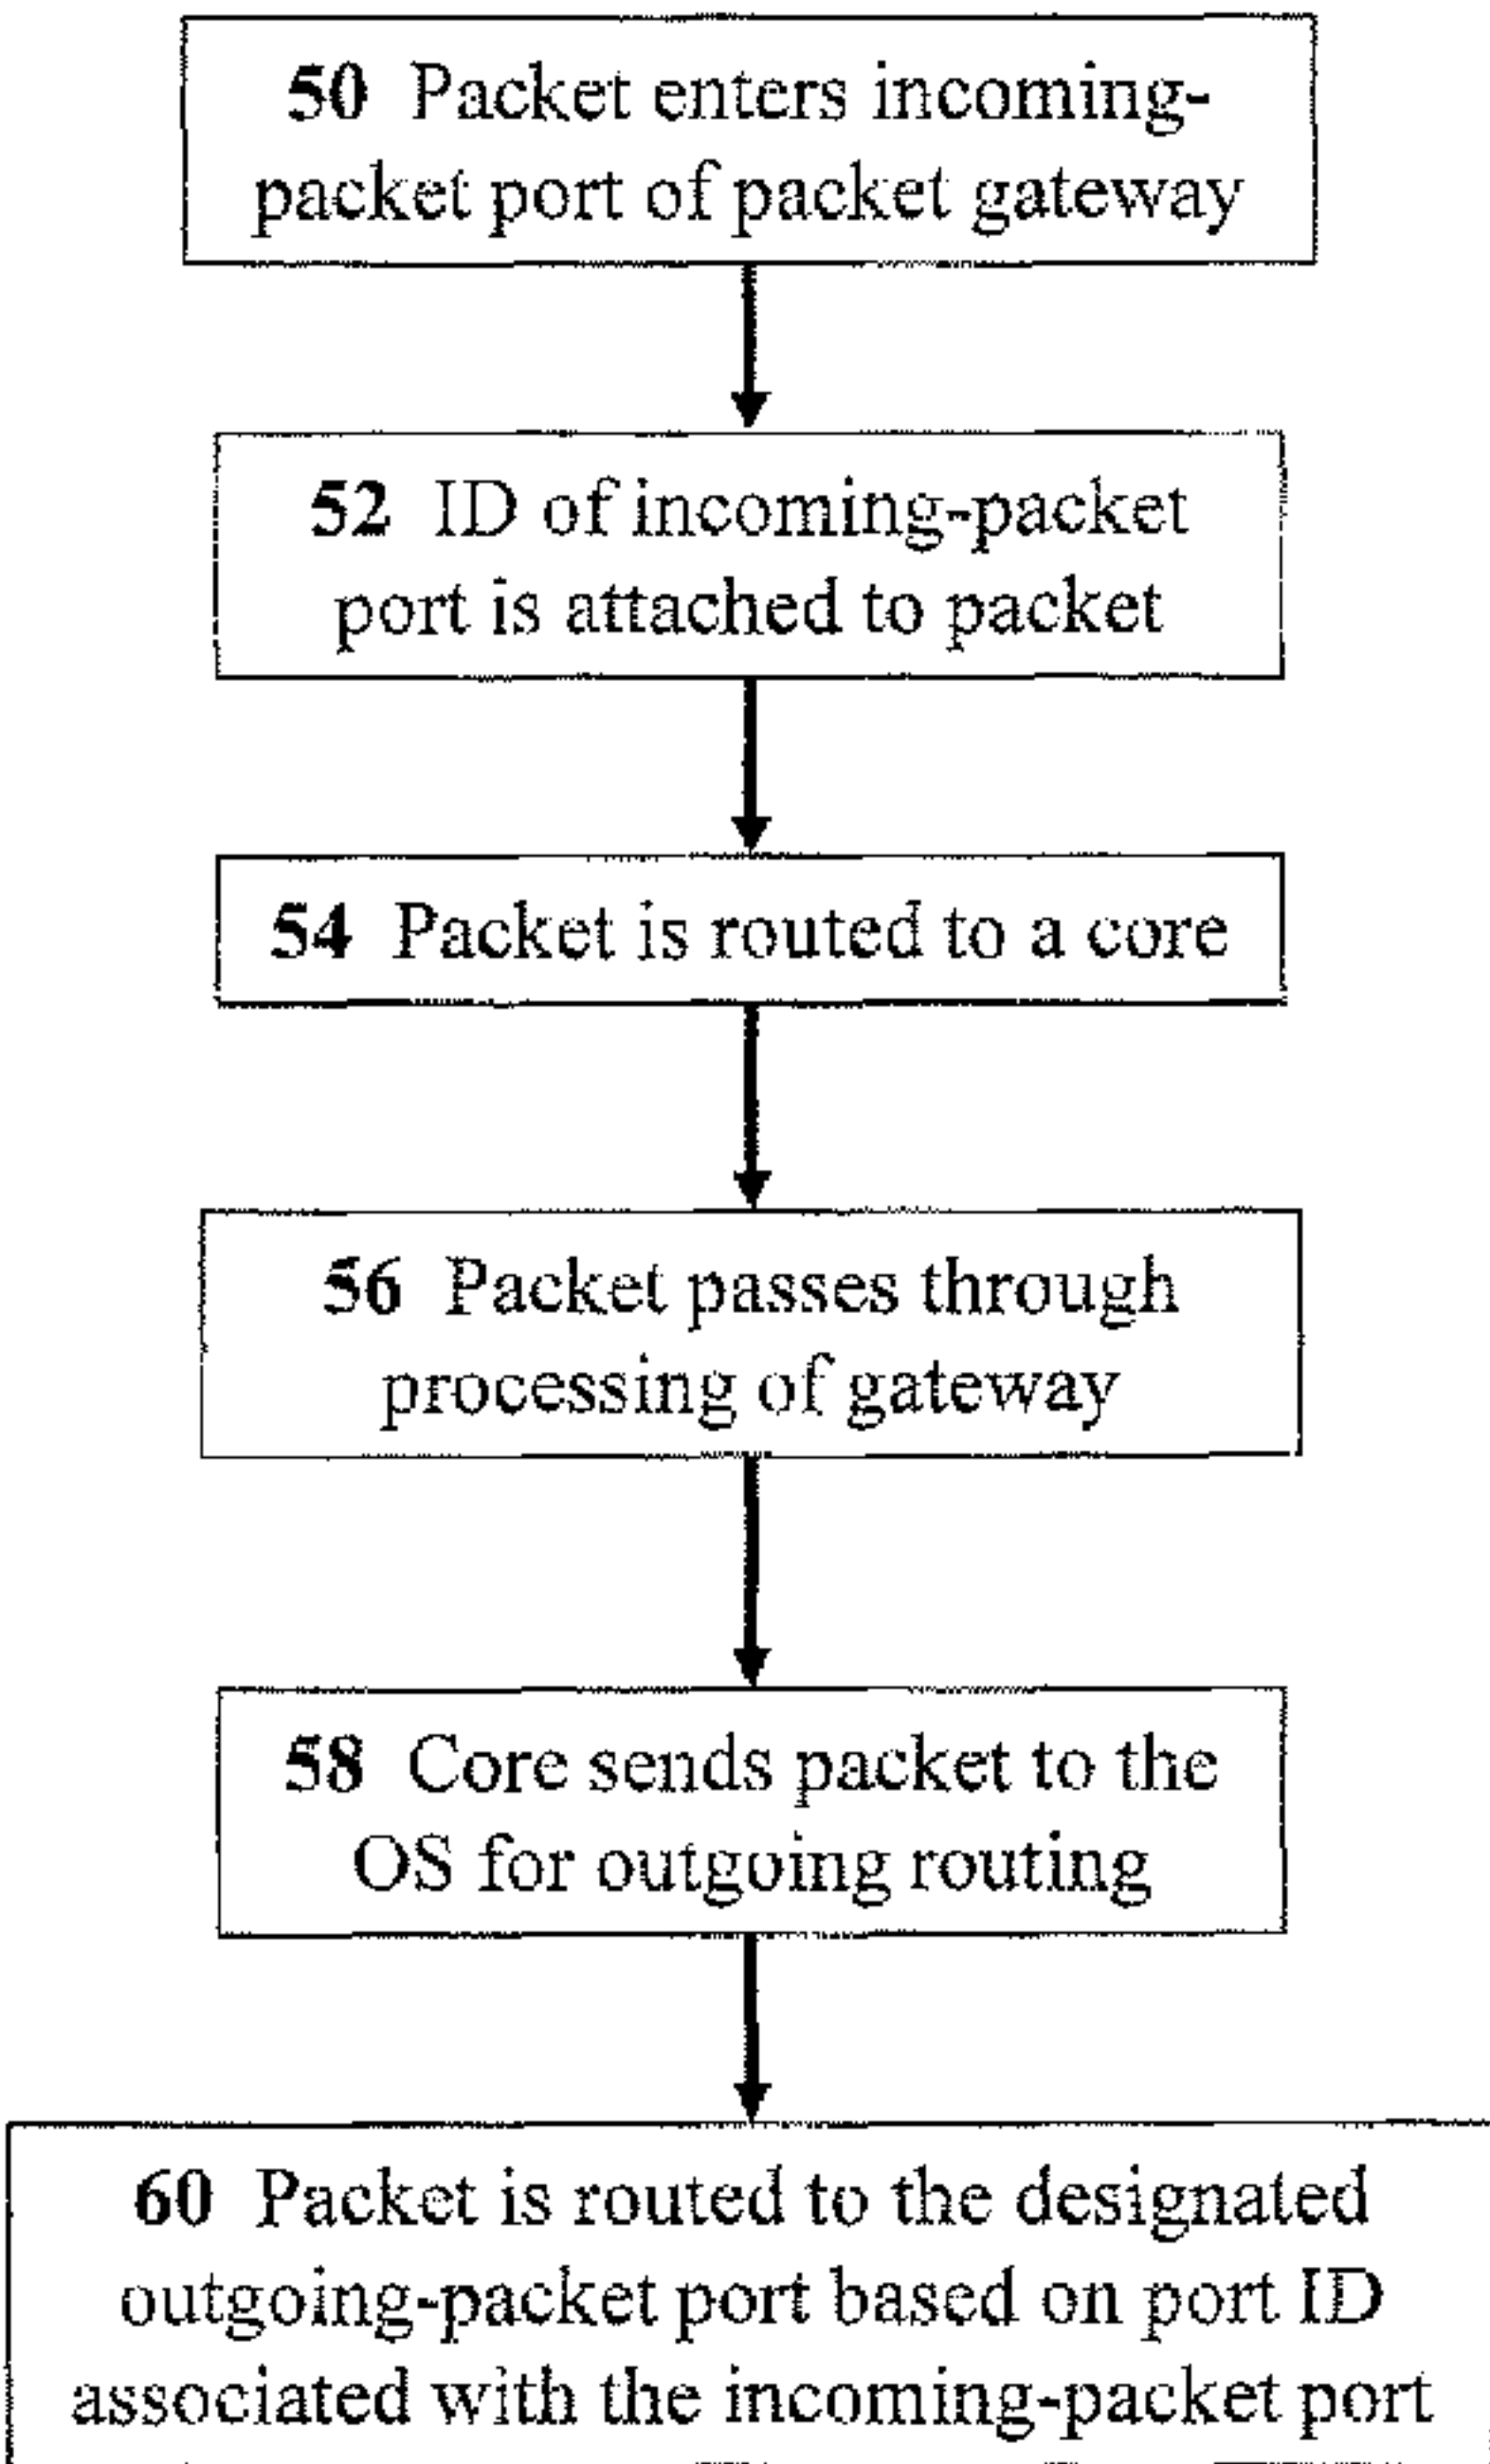 50 Packet enters incoming-
packet port of packet gateway
52 ID of incoming-packet
port is attached to packet
54 Packet is routed to a core
56 Packet passes through
processing of gateway
58 Core sends packet to the
OS for outgoing routing
60 Packet is routed to the designated
outgoing-packet port based on port ID
associated with the incoming-packet port